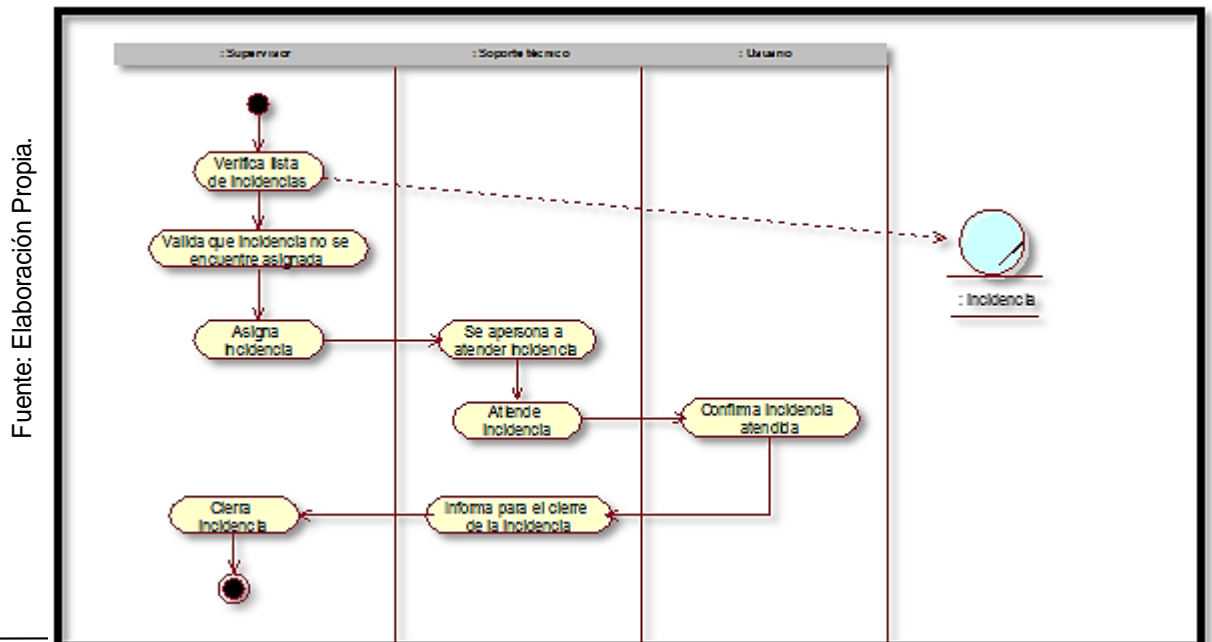 Fuente: Elaboración Propia.
: Supervisor
: Soporte técnico
: Usuario
Verifica lista
de incidencias
Valida que incidencia no se
encuentre asignada
: Incidencia
Asigna
incidencia
Se apersona a
atender incidencia
Atiende
incidencia
Confirma incidencia
atendida
Cierra
incidencia
Informa para el cierre
de la incidencia